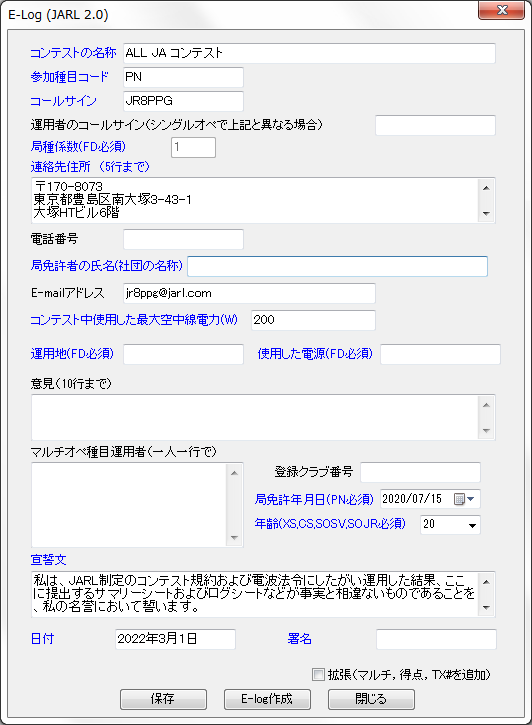 E-Log (JARL 2.0)
コンテストの名称 ALL JA コンテスト
参加種目コード PN
コールサイン JR8PPG
運用者のコールサイン(シングルオペで上記と異なる場合)
局種係数(FD必須) 1
連絡先住所 (5行まで)
〒170-8073
東京都豊島区南大塚3-43-1
大塚HTビル6階
電話番号
局免許者の氏名(社団の名称)
E-mailアドレス jr8ppg@jarl.com
コンテスト中使用した最大空中線電力(W) 200
運用地(FD必須) 使用した電源(FD必須)
意見(10行まで)
マルチオペ種目運用者(一人一行で)
登録クラブ番号
局免許年月日(PN必須) 2020/07/15
年齢(XS,CS,SOSV,SOJR必須) 20
宣誓文
私は、JARL制定のコンテスト規約および電波法令にしたがい運用した結果、ここ
に提出するサマリーシートおよびログシートなどが事実と相違ないものであることを
、私の名誉において誓います。
日付 2022年3月1日 署名
拡張(マルチ, 得点, TX#を追加)
保存 E-log作成 閉じる